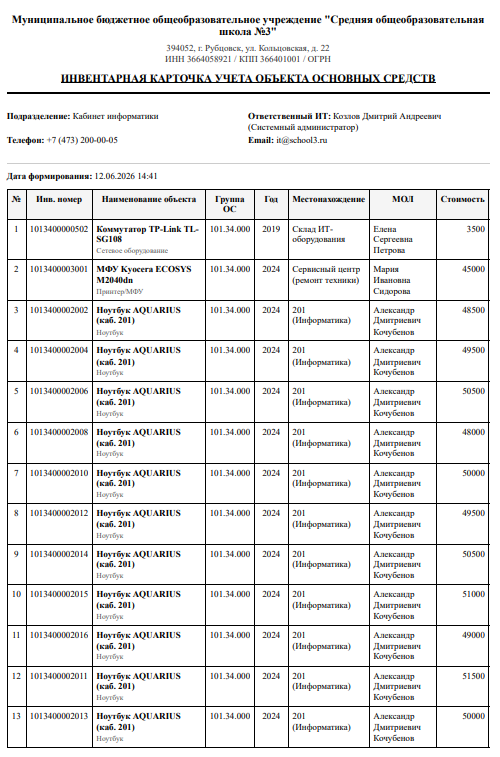 Муниципальное бюджетное общеобразовательное учреждение "Средняя общеобразовательная
школа №3"
394052, г. Рубцовск, ул. Кольцовская, д. 22
ИНН 3664058921 / КПП 366401001 / ОГРН
ИНВЕНТАРНАЯ КАРТОЧКА УЧЕТА ОБЪЕКТА ОСНОВНЫХ СРЕДСТВ
Подразделение: Кабинет информатики
Ответственный ИТ: Козлов Дмитрий Андреевич
(Системный администратор)
Телефон: +7 (473) 200-00-05
Email: it@school3.ru
Дата формирования: 12.06.2026 14:41
№ Инв. номер Наименование объекта Группа ОС Год Местонахождение МОЛ Стоимость
1 1013400000502 Коммутатор TP-Link TL- 101.34.000 2019 Склад ИТ- Елена 3500
SG108 оборудования Сергеевна
Сетевое оборудование Петрова
2 1013400003001 МФУ Kyocera ECOSYS 101.34.000 2024 Сервисный центр Мария 45000
M2040dn (ремонт техники) Ивановна
Принтер/МФУ Сидорова
3 1013400002002 Ноутбук AQUARIUS 101.34.000 2024 201 Александр 48500
(каб. 201) (Информатика) Дмитриевич
Ноутбук Кочубенов
4 1013400002004 Ноутбук AQUARIUS 101.34.000 2024 201 Александр 49500
(каб. 201) (Информатика) Дмитриевич
Ноутбук Кочубенов
5 1013400002006 Ноутбук AQUARIUS 101.34.000 2024 201 Александр 50500
(каб. 201) (Информатика) Дмитриевич
Ноутбук Кочубенов
6 1013400002008 Ноутбук AQUARIUS 101.34.000 2024 201 Александр 48000
(каб. 201) (Информатика) Дмитриевич
Ноутбук Кочубенов
7 1013400002010 Ноутбук AQUARIUS 101.34.000 2024 201 Александр 50000
(каб. 201) (Информатика) Дмитриевич
Ноутбук Кочубенов
8 1013400002012 Ноутбук AQUARIUS 101.34.000 2024 201 Александр 49500
(каб. 201) (Информатика) Дмитриевич
Ноутбук Кочубенов
9 1013400002014 Ноутбук AQUARIUS 101.34.000 2024 201 Александр 50500
(каб. 201) (Информатика) Дмитриевич
Ноутбук Кочубенов
10 1013400002015 Ноутбук AQUARIUS 101.34.000 2024 201 Александр 51000
(каб. 201) (Информатика) Дмитриевич
Ноутбук Кочубенов
11 1013400002016 Ноутбук AQUARIUS 101.34.000 2024 201 Александр 49000
(каб. 201) (Информатика) Дмитриевич
Ноутбук Кочубенов
12 1013400002011 Ноутбук AQUARIUS 101.34.000 2024 201 Александр 51500
(каб. 201) (Информатика) Дмитриевич
Ноутбук Кочубенов
13 1013400002013 Ноутбук AQUARIUS 101.34.000 2024 201 Александр 50000
(каб. 201) (Информатика) Дмитриевич
Ноутбук Кочубенов